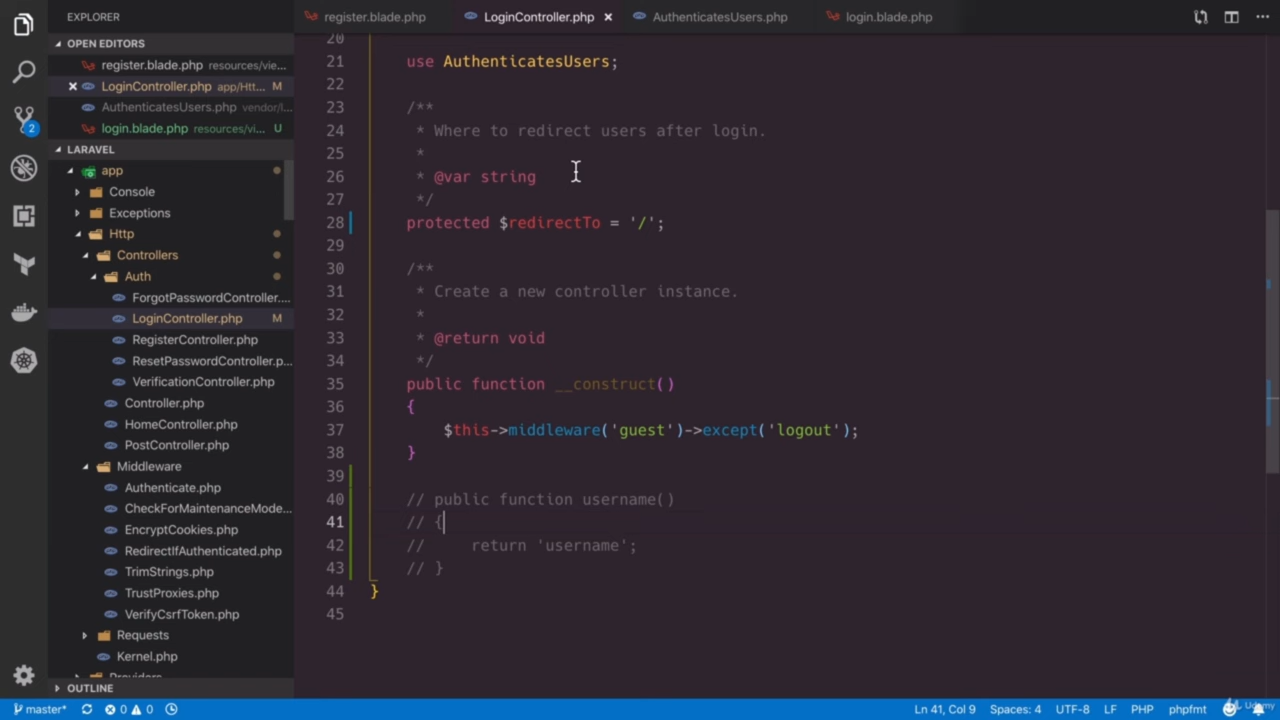 EXPLORER
register.blade.php
LoginController.php ×
AuthenticatesUsers.php
login.blade.php
OPEN EDITORS
register.blade.php resources/vie...
× LoginController.php app/Htt... M
AuthenticatesUsers.php vendor/l...
login.blade.php resources/vi... U
LARAVEL
app
Console
Exceptions
Http
Controllers
Auth
ForgotPasswordController....
LoginController.php M
RegisterController.php
ResetPasswordController.p...
VerificationController.php
Controller.php
HomeController.php
PostController.php
Middleware
Authenticate.php
CheckForMaintenanceMode...
EncryptCookies.php
RedirectIfAuthenticated.php
TrimStrings.php
TrustProxies.php
VerifyCsrfToken.php
Requests
Kernel.php
Providers
OUTLINE
2
20
21 use AuthenticatesUsers;
22
23 /**
24 * Where to redirect users after login.
25 *
26 * @var string
27 */
28 protected $redirectTo = '/';
29
30 /**
31 * Create a new controller instance.
32 *
33 * @return void
34 */
35 public function __construct()
36 {
37 $this->middleware('guest')->except('logout');
38 }
39
40 // public function username()
41 // {
42 // return 'username';
43 // }
44 }
45
master* 0 0 Ln 41, Col 9 Spaces: 4 UTF-8 LF PHP phpfmt
Udemy